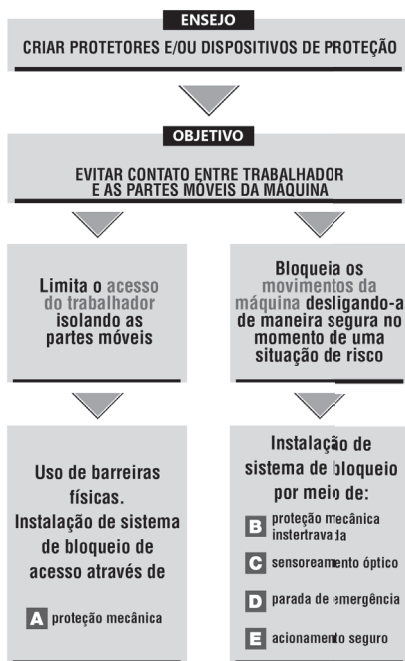 ENSEJO
CRIAR PROTETORES E/OU DISPOSITIVOS DE PROTEÇÃO
OBJETIVO
EVITAR CONTATO ENTRE TRABALHADOR
E AS PARTES MÓVEIS DA MÁQUINA
Limita o acesso
do trabalhador
isolando as
partes móveis
Bloqueia os
movimentos da
máquina desligando-a
de maneira segura no
momento de uma
situação de risco
Uso de barreiras
físicas.
Instalação de sistema
de bloqueio de
acesso através de
A proteção mecânica
Instalação de
sistema de bloqueio
por meio de:
B proteção mecânica
instertravada
C sensoreamento óptico
D parada de emergência
E acionamento seguro